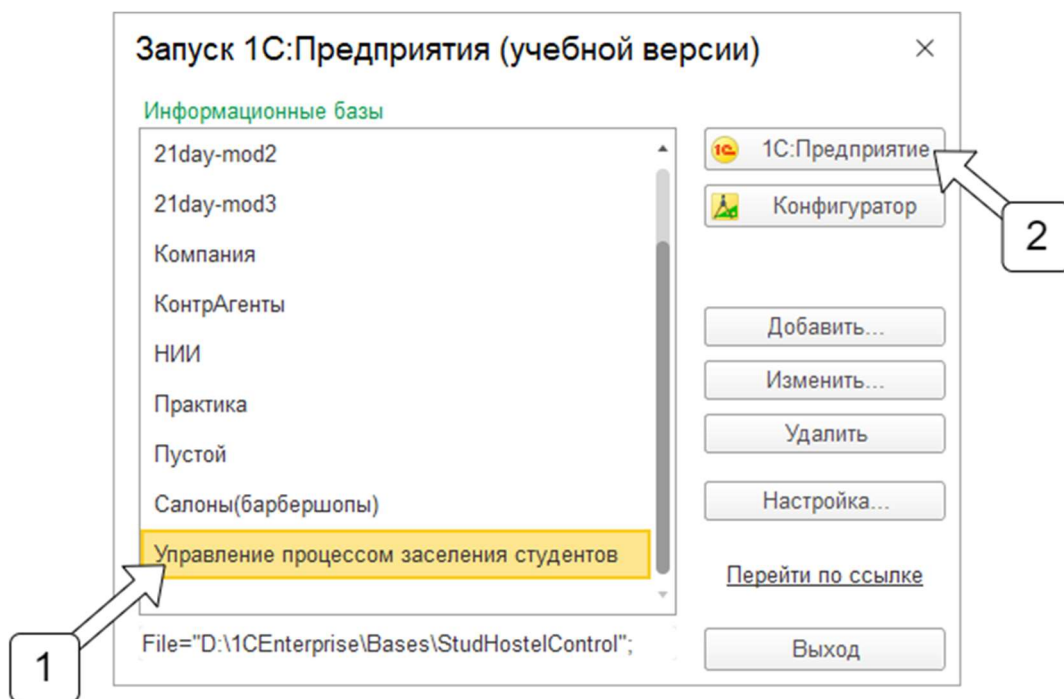 Запуск 1С:Предприятия (учебной версии)
Информационные базы
21day-mod2
21day-mod3
Компания
КонтрАгенты
НИИ
Практика
Пустой
Салоны(барбершопы)
Управление процессом заселения студентов
File="D:\1CEnterprise\Bases\StudHostelControl";
1С:Предприятие
Конфигуратор
Добавить...
Изменить...
Удалить
Настройка...
Перейти по ссылке
Выход
1
2